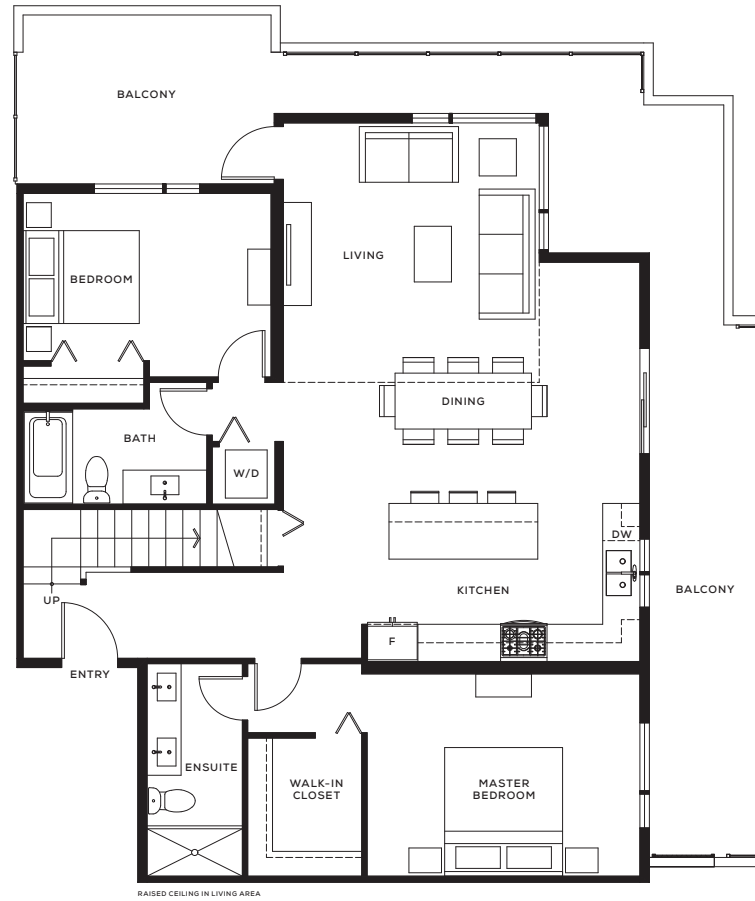 BALCONY
LIVING
BEDROOM
DINING
BATH
W/D
DW
KITCHEN
BALCONY
UP
F
ENTRY
ENSUITE
WALK-IN
CLOSET
MASTER
BEDROOM
RAISED CEILING IN LIVING AREA